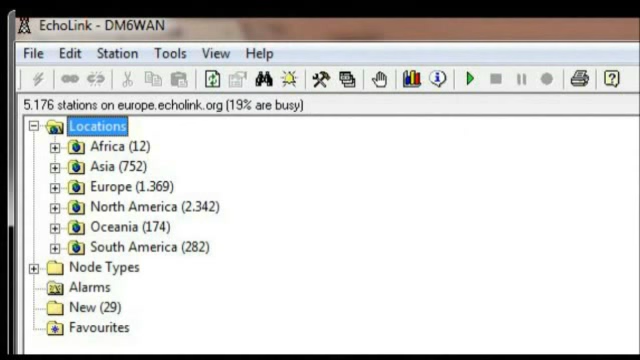 EchoLink - DM6WAN
File Edit Station Tools View Help
5.176 stations on europe.echolink.org (19% are busy)
Locations
Africa (12)
Asia (752)
Europe (1.369)
North America (2.342)
Oceania (174)
South America (282)
Node Types
Alarms
New (29)
Favourites